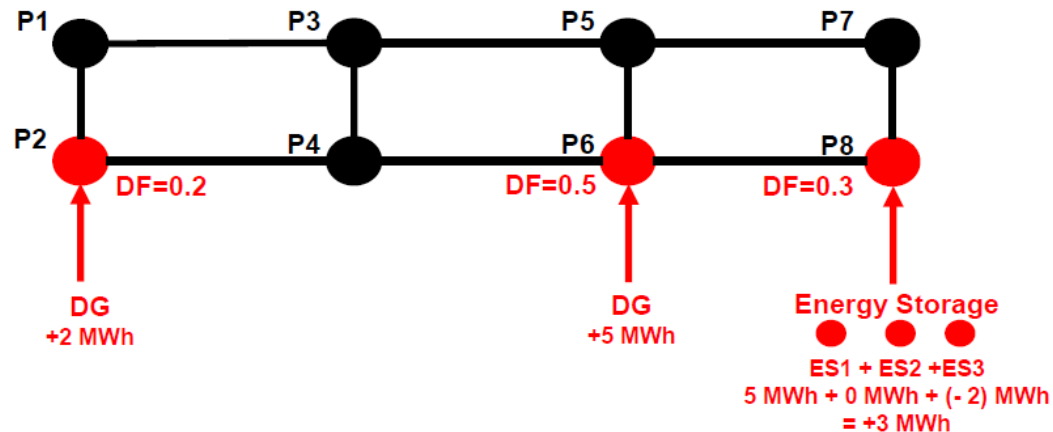 P1 P3 P5 P7
P2 P4 P6 P8
DF=0.2 DF=0.5 DF=0.3
DG
+2 MWh
DG
+5 MWh
Energy Storage
ES1 + ES2 +ES3
5 MWh + 0 MWh + (- 2) MWh
= +3 MWh